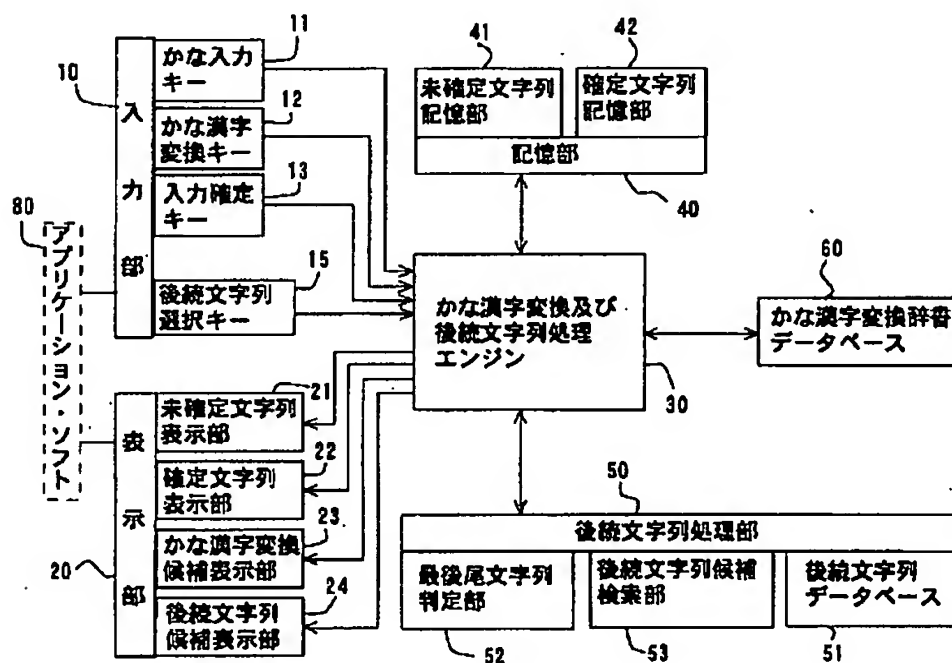 11
かな入力
キー
10
入力部
12
かな漢字
変換キー
13
入力確定
キー
15
後続文字列
選択キー
80
アプリケーション・ソフト
41
未確定文字列
記憶部
42
確定文字列
記憶部
記憶部
40
かな漢字変換及び
後続文字列処理
エンジン
30
60
かな漢字変換辞書
データベース
21
未確定文字列
表示部
22
確定文字列
表示部
23
かな漢字変換
候補表示部
24
後続文字列
候補表示部
表示部
20
50
後続文字列処理部
最後尾文字列
判定部
52
後続文字列候補
検索部
53
後続文字列
データベース
51